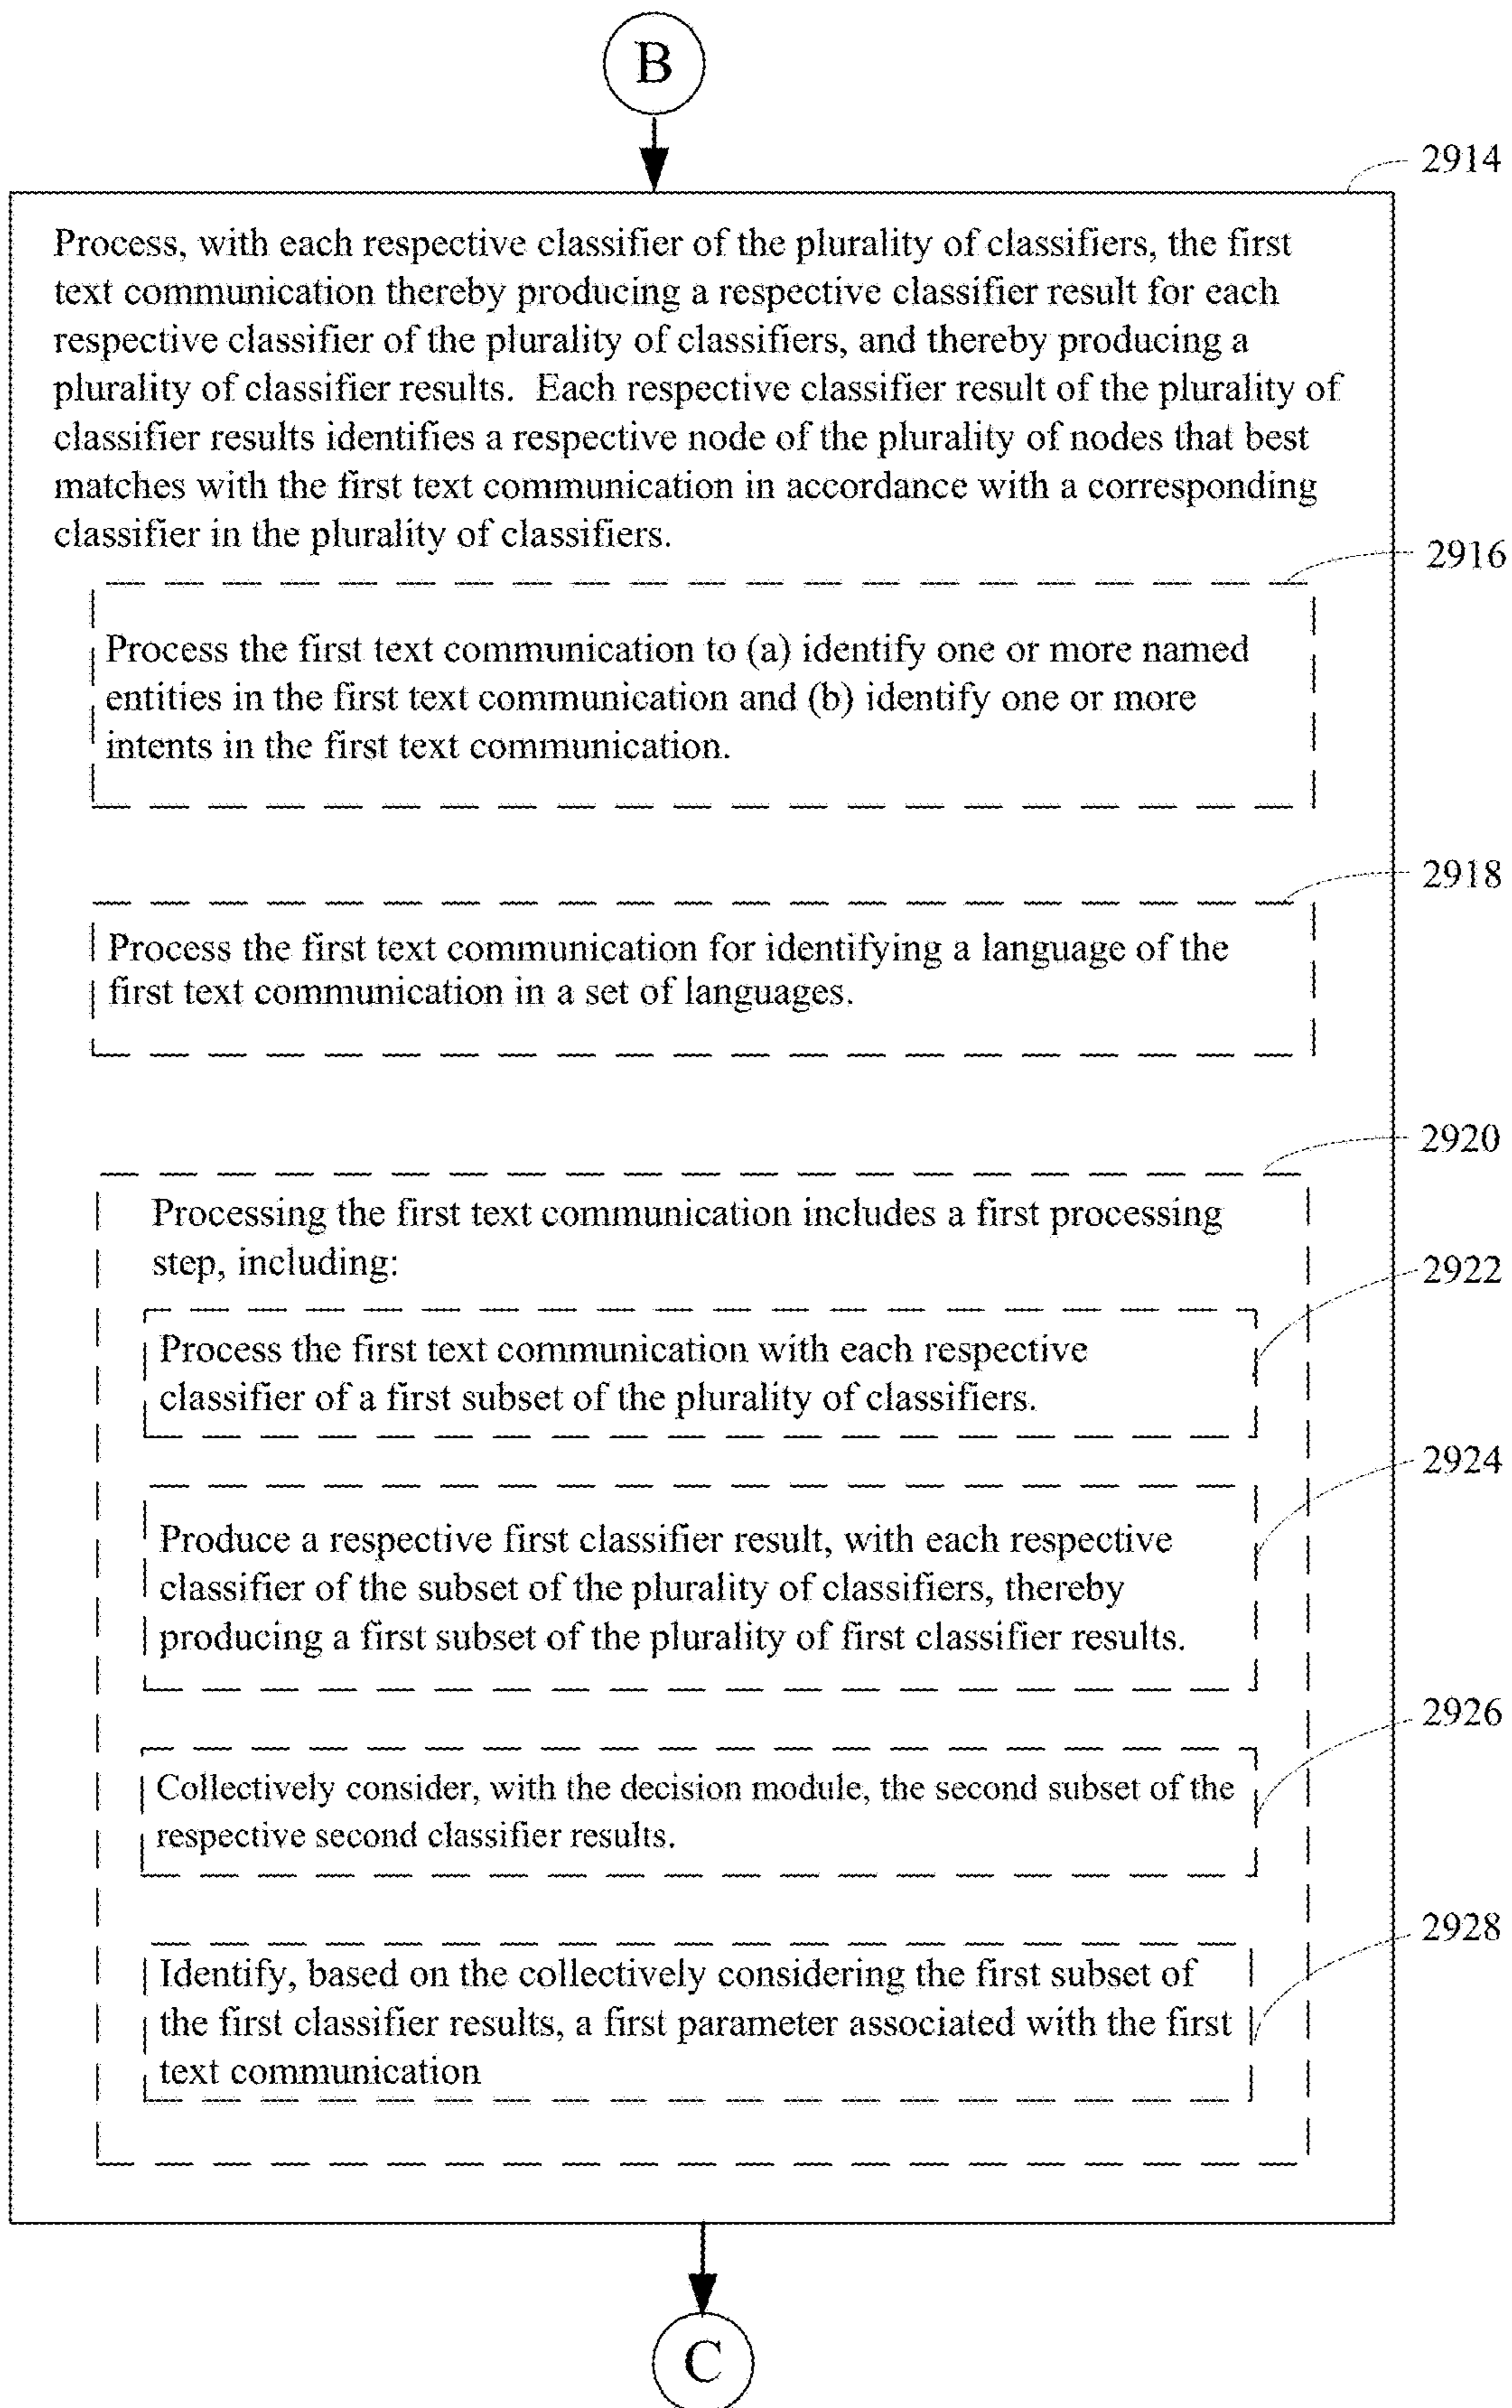 B
2914
Process, with each respective classifier of the plurality of classifiers, the first
text communication thereby producing a respective classifier result for each
respective classifier of the plurality of classifiers, and thereby producing a
plurality of classifier results.  Each respective classifier result of the plurality of
classifier results identifies a respective node of the plurality of nodes that best
matches with the first text communication in accordance with a corresponding
classifier in the plurality of classifiers.
2916
Process the first text communication to (a) identify one or more named
entities in the first text communication and (b) identify one or more
intents in the first text communication.
2918
Process the first text communication for identifying a language of the
first text communication in a set of languages.
2920
Processing the first text communication includes a first processing
step, including:
2922
Process the first text communication with each respective
classifier of a first subset of the plurality of classifiers.
2924
Produce a respective first classifier result, with each respective
classifier of the subset of the plurality of classifiers, thereby
producing a first subset of the plurality of first classifier results.
2926
Collectively consider, with the decision module, the second subset of the
respective second classifier results.
2928
Identify, based on the collectively considering the first subset of
the first classifier results, a first parameter associated with the first
text communication
C